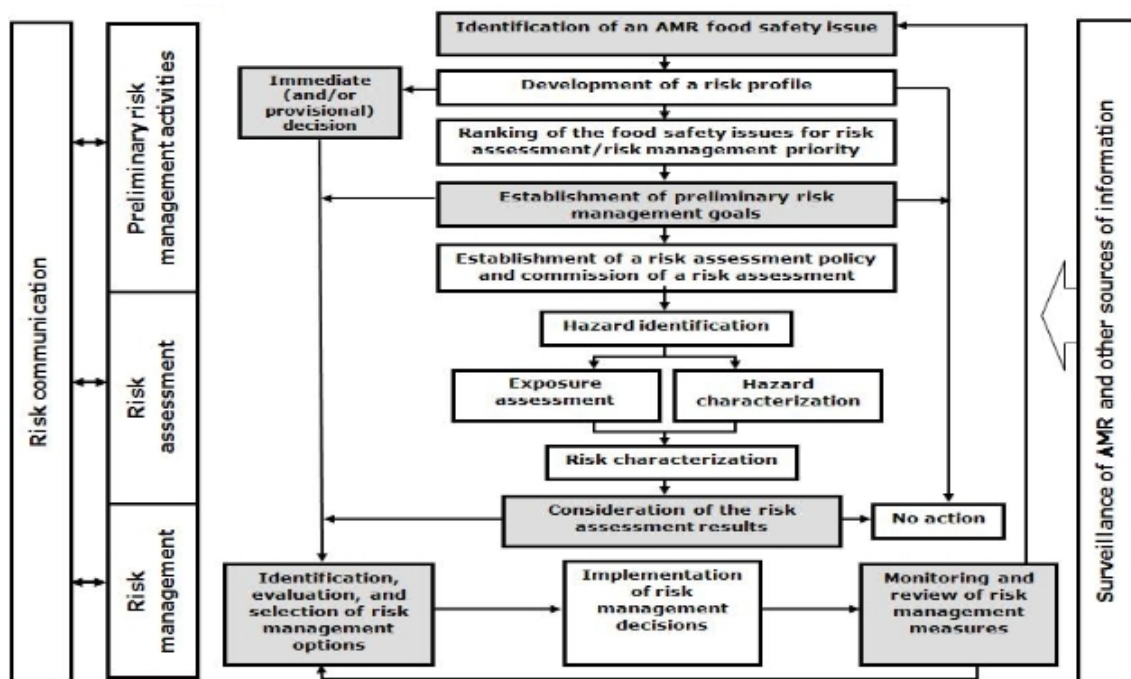 Risk communication
Preliminary risk
management activities
Risk
assessment
Risk
management
Identification of an AMR food safety issue
Immediate
(and/or
provisional)
decision
Development of a risk profile
Ranking of the food safety issues for risk
assessment/risk management priority
Establishment of preliminary risk
management goals
Establishment of a risk assessment policy
and commission of a risk assessment
Hazard identification
Exposure
assessment
Hazard
characterization
Risk characterization
Consideration of the risk
assessment results
No action
Identification,
evaluation, and
selection of risk
management
options
Implementation
of risk
management
decisions
Monitoring and
review of risk
management
measures
Surveillance of AMR and other sources of information